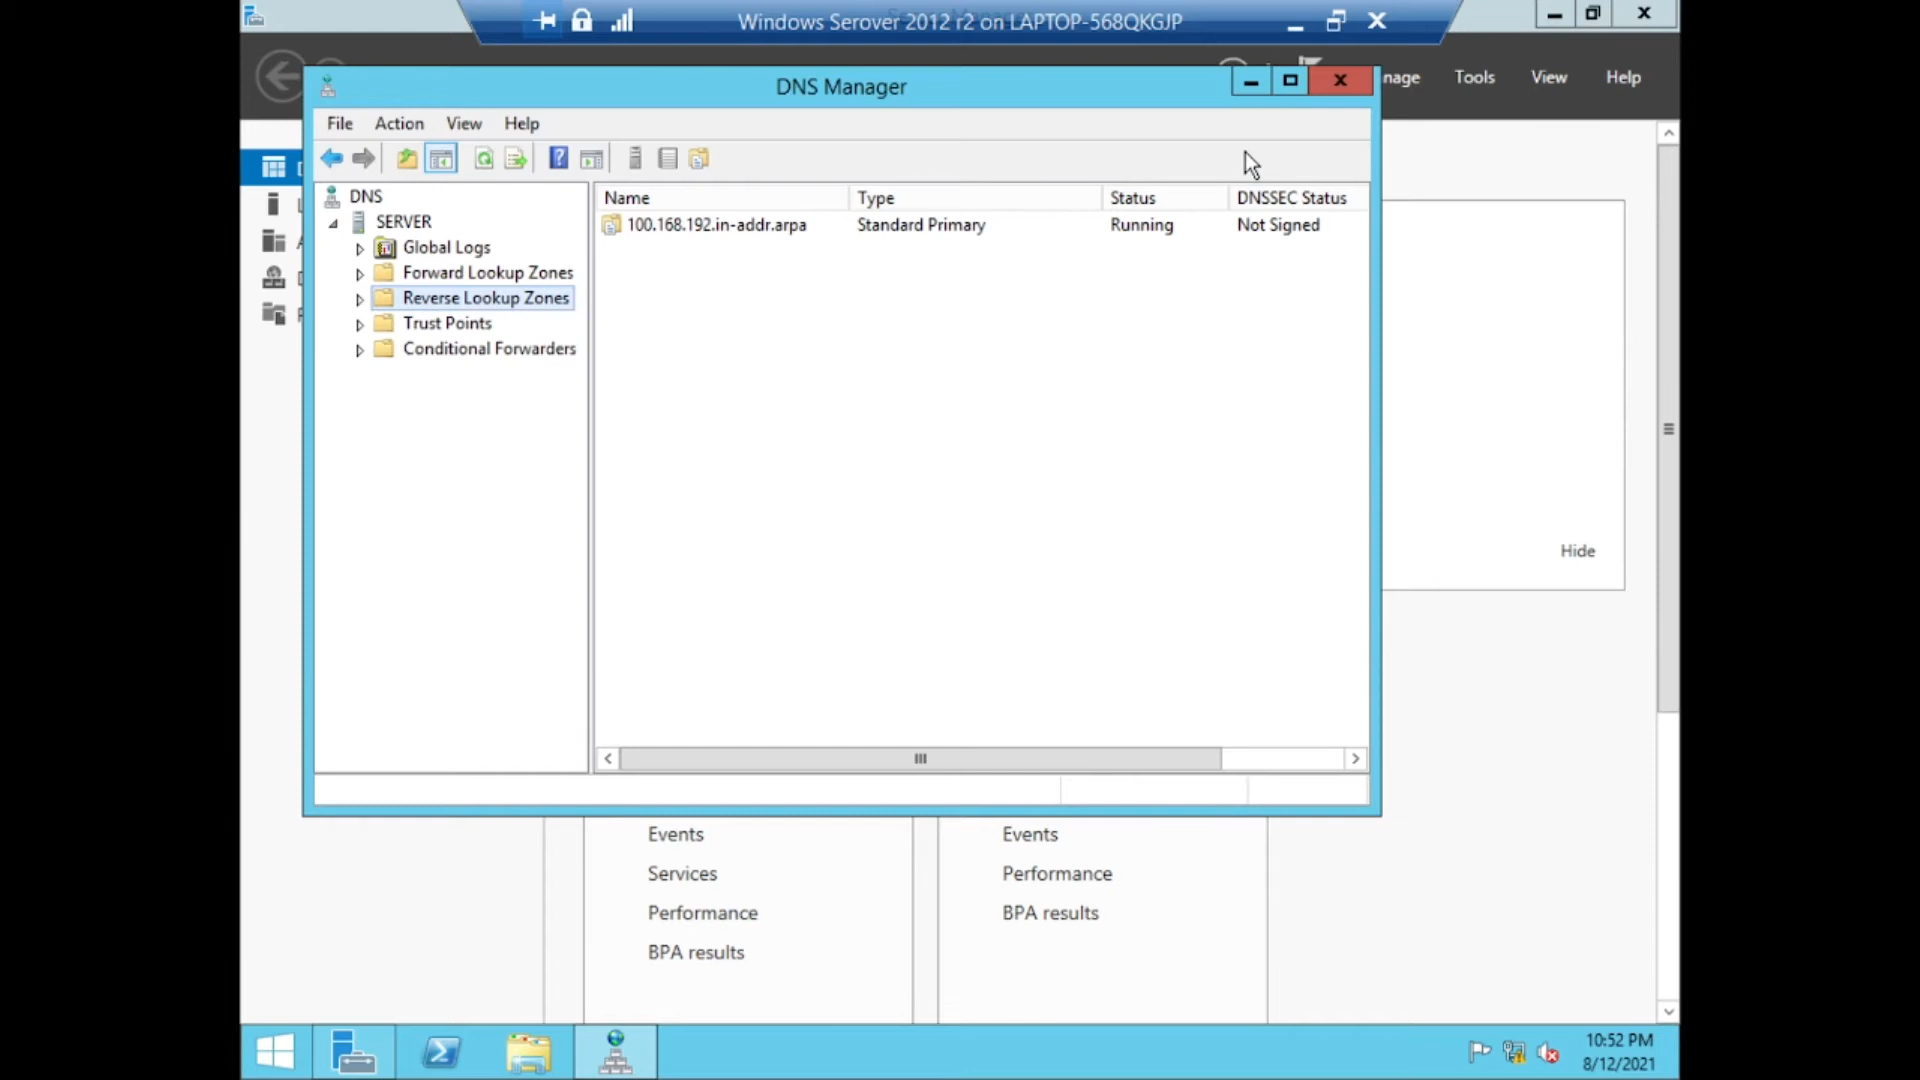 Windows Serover 2012 r2 on LAPTOP-568QKGJP
nage Tools View Help
DNS Manager
File Action View Help
DNS
SERVER
Global Logs
Forward Lookup Zones
Reverse Lookup Zones
Trust Points
Conditional Forwarders
Name Type Status DNSSEC Status
100.168.192.in-addr.arpa Standard Primary Running Not Signed
Hide
Events
Services
Performance
BPA results
Events
Performance
BPA results
10:52 PM
8/12/2021